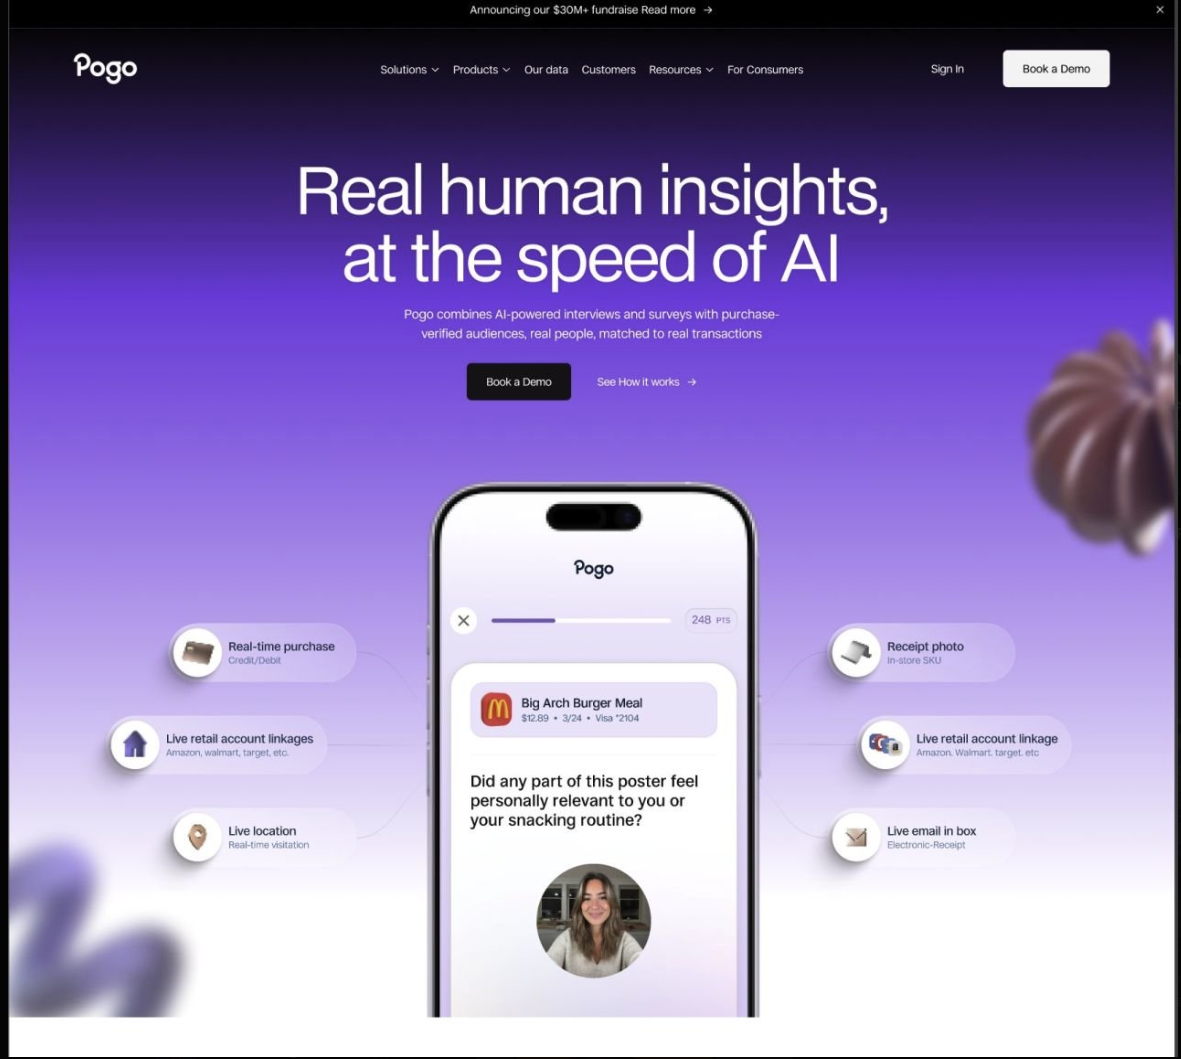 Announcing our $30M+ fundraise Read more →
Pogo
Solutions Products Our data Customers Resources For Consumers
Sign In
Book a Demo
Real human insights,
at the speed of AI
Pogo combines AI-powered interviews and surveys with purchase-
verified audiences, real people, matched to real transactions
Book a Demo
See How it works →
Pogo
248 PTS
Real-time purchase
Credit/Debit
Live retail account linkages
Amazon, walmart, target, etc.
Live location
Real-time visitation
Big Arch Burger Meal
$12.89 • 3/24 • Visa *2104
Did any part of this poster feel
personally relevant to you or
your snacking routine?
Receipt photo
In-store SKU
Live retail account linkage
Amazon. Walmart. target. etc
Live email in box
Electronic-Receipt